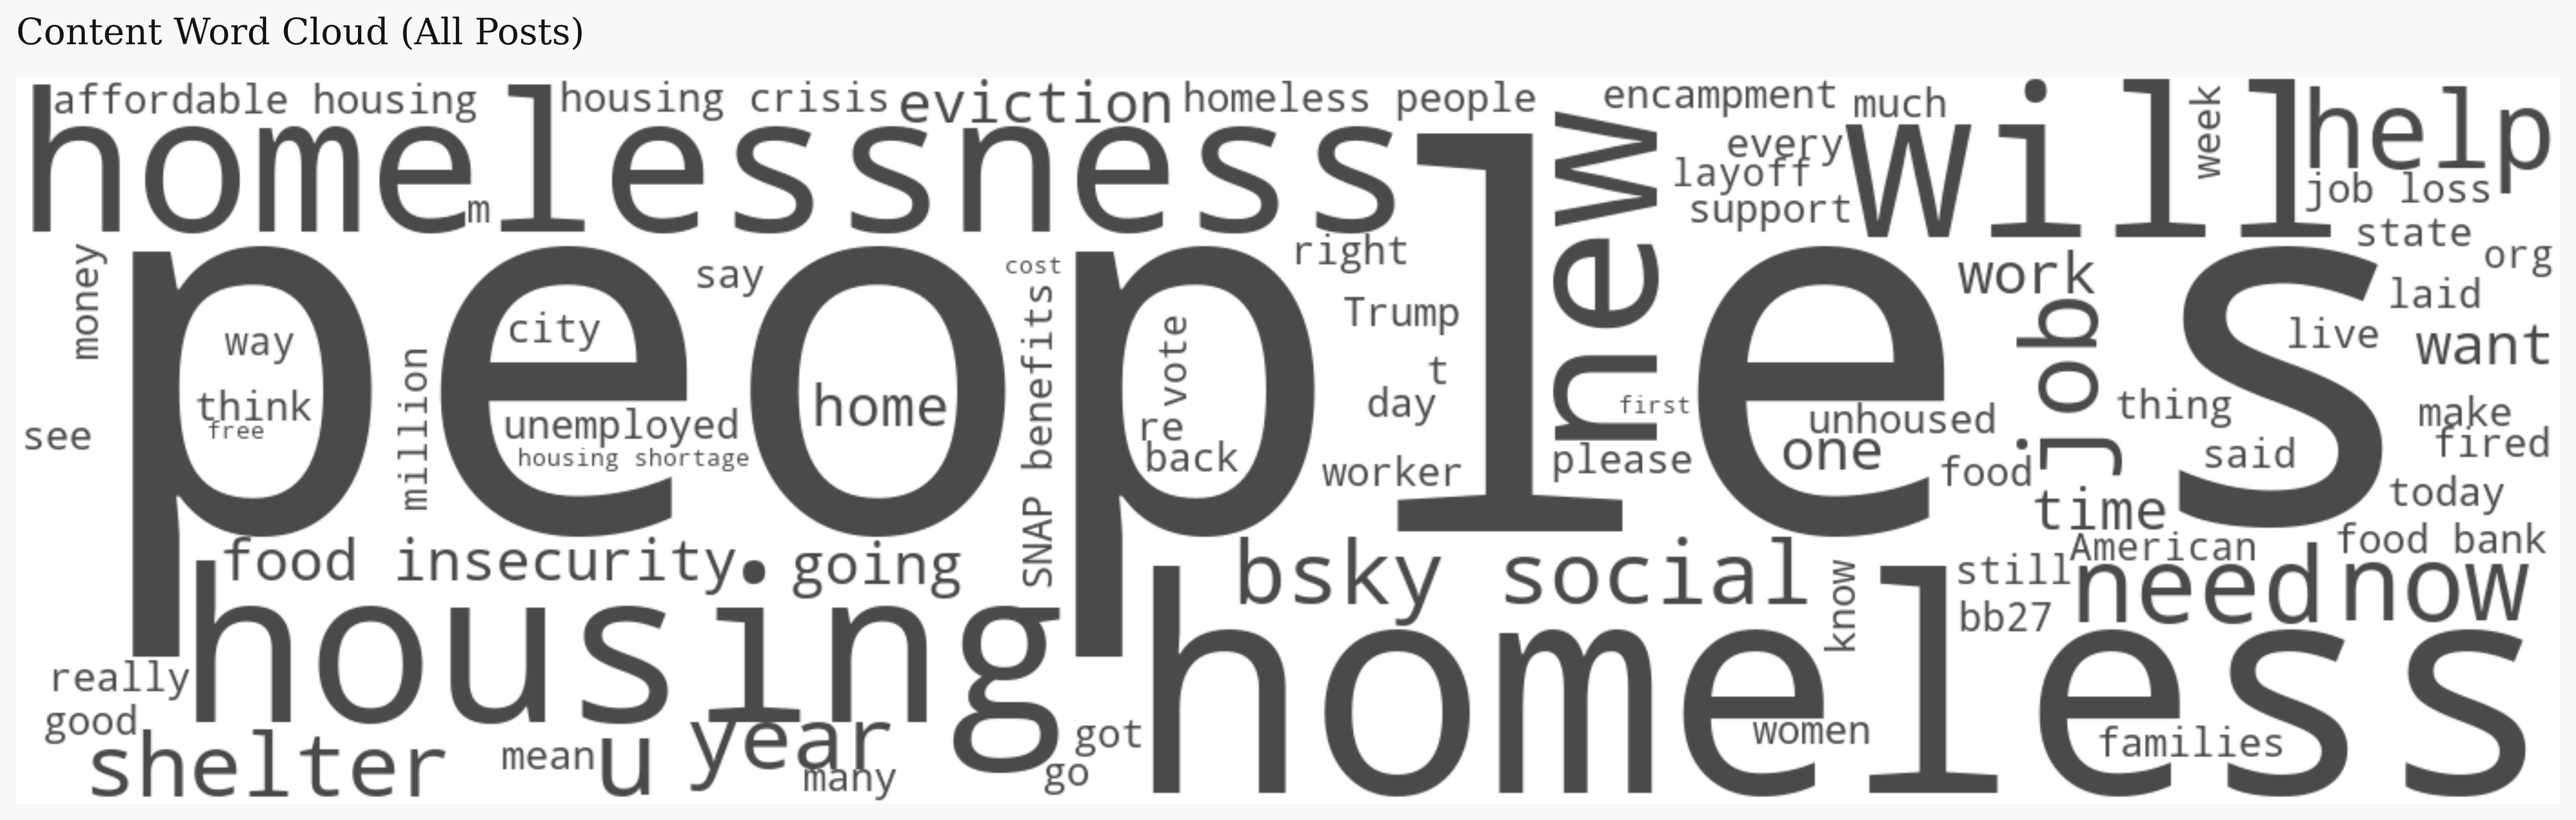 Content Word Cloud (All Posts)
affordable housing
housing crisis
eviction
homeless people
encampment
much
week
help
homelessness
new
every
layoff
support
will
job loss
m
state
org
money
say
cost
right
work
laid
peoples
way
city
SNAP benefits
vote
Trump
job
live
want
million
think
free
home
t
day
first
unhoused
thing
make
see
unemployed
housing shortage
re
back
worker
please
one
food
said
fired
time
today
food insecurity
going
bsky social
know
still
American
food bank
housing
bb27
need
now
really
good
shelter
mean
u
year
many
got
go
homeless
women
families